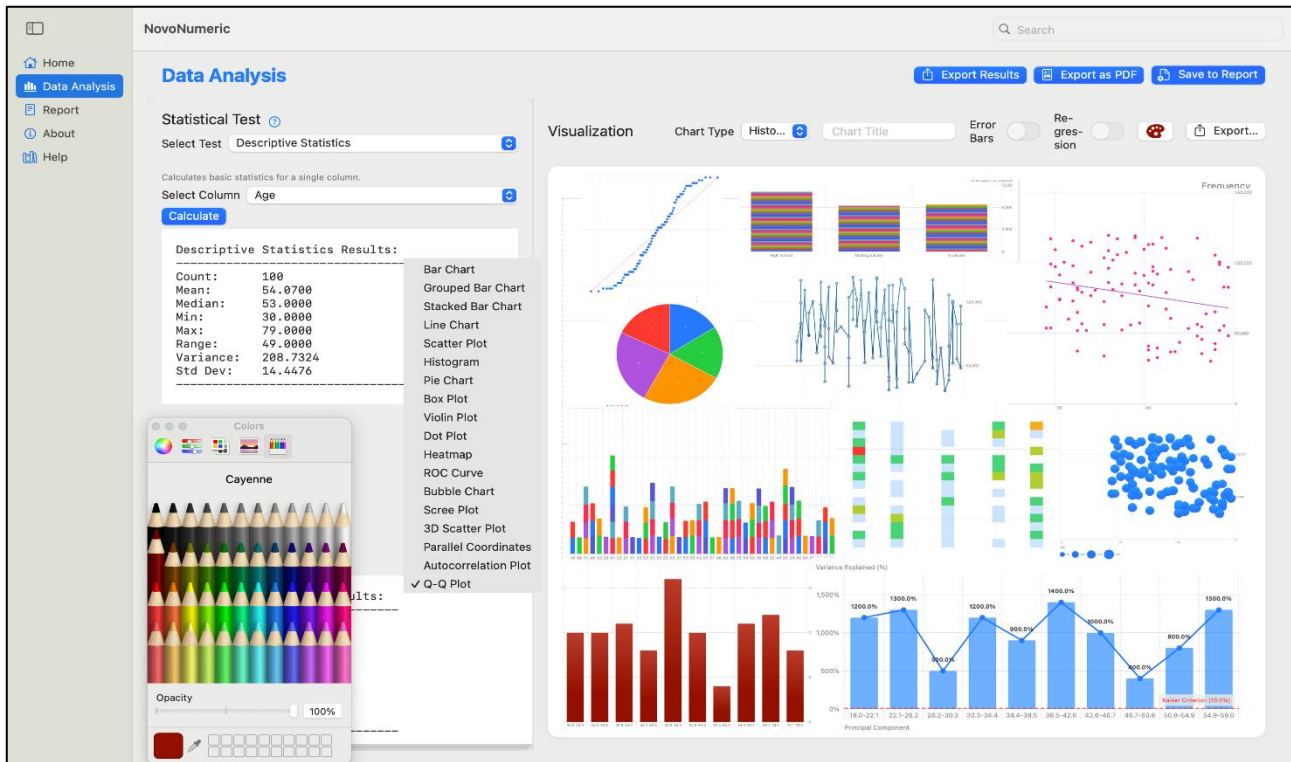 NovoNumeric
Search
Home
Data Analysis
Report
About
Help
Data Analysis
Export Results
Export as PDF
Save to Report
Statistical Test
Select Test Descriptive Statistics
Calculates basic statistics for a single column.
Select Column Age
Calculate
Descriptive Statistics Results:
Count: 100
Mean: 54.0700
Median: 53.0000
Min: 30.0000
Max: 79.0000
Range: 49.0000
Variance: 208.7324
Std Dev: 14.4476
Bar Chart
Grouped Bar Chart
Stacked Bar Chart
Line Chart
Scatter Plot
Histogram
Pie Chart
Box Plot
Violin Plot
Dot Plot
Heatmap
ROC Curve
Bubble Chart
Scree Plot
3D Scatter Plot
Parallel Coordinates
Autocorrelation Plot
✓ Q-Q Plot
ults:
Colors
Cayenne
Opacity
100%
Visualization
Chart Type Histo...
Chart Title
Error
Bars
Re-
gres-
sion
Export...
Frequency
High School
Variance Explained (%)
1,500%
1,000%
500%
0%
1200.0%
1300.0%
500.0%
1200.0%
900.0%
1400.0%
1000.0%
400.0%
800.0%
1300.0%
Kaiser Criterion (10.0%)
18.0–22.1
22.1–26.2
26.2–30.3
30.3–34.4
34.4–38.5
38.5–42.6
42.6–46.7
46.7–50.8
50.8–54.9
54.9–59.0
Principal Component